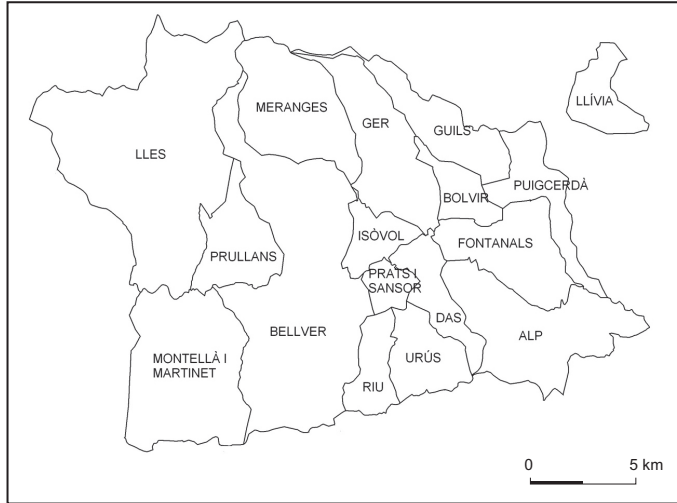 LLÍVIA
MERANGES
GER
GUILS
LLES
PUIGCERDÀ
BOLVIR
ISÒVOL
FONTANALS
PRULLANS
PRATS I
SANSOR
DAS
BELLVER
ALP
MONTELLÀ I
MARTINET
URÚS
RIU
0 5 km